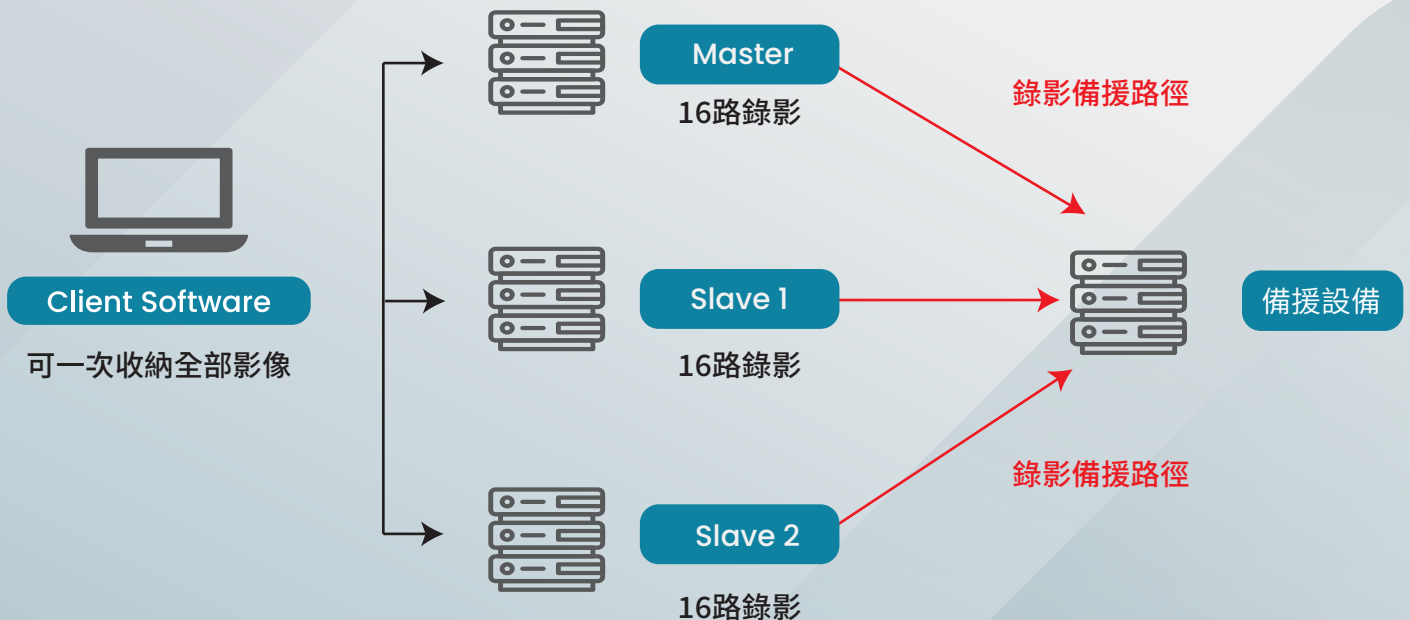 Master
16路錄影
錄影備援路徑
Client Software
可一次收納全部影像
Slave 1
16路錄影
備援設備
錄影備援路徑
Slave 2
16路錄影